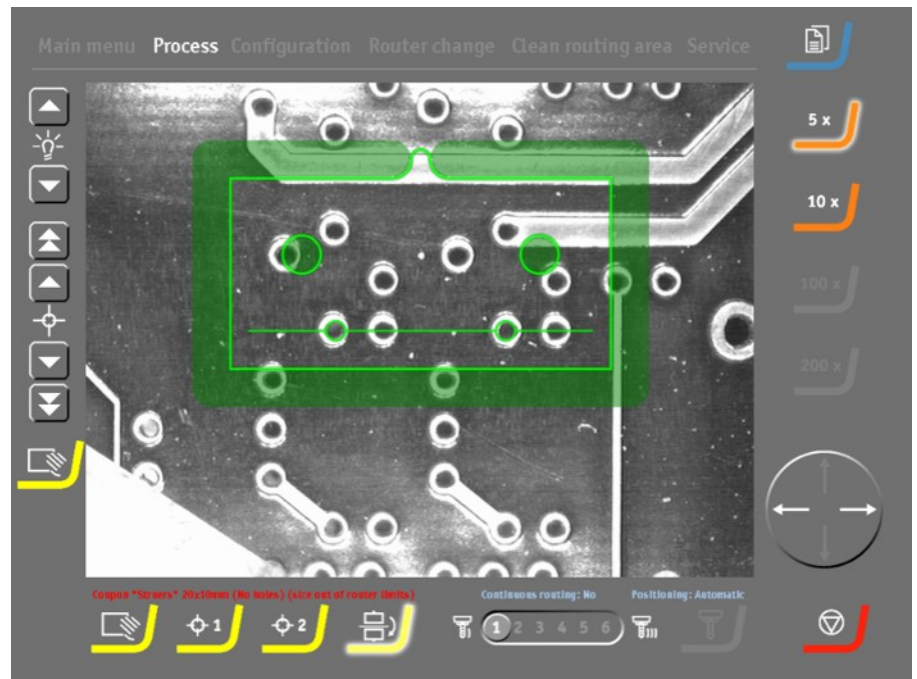 Main menu Process Configuration Router change Clean routing area Service
5 x
10 x
100 x
200 x
Coupon "Struers" 20x10mm (No holes) (size out of router limits)
Continuous routing: No
Positioning: Automatic
1
2
1 2 3 4 5 6